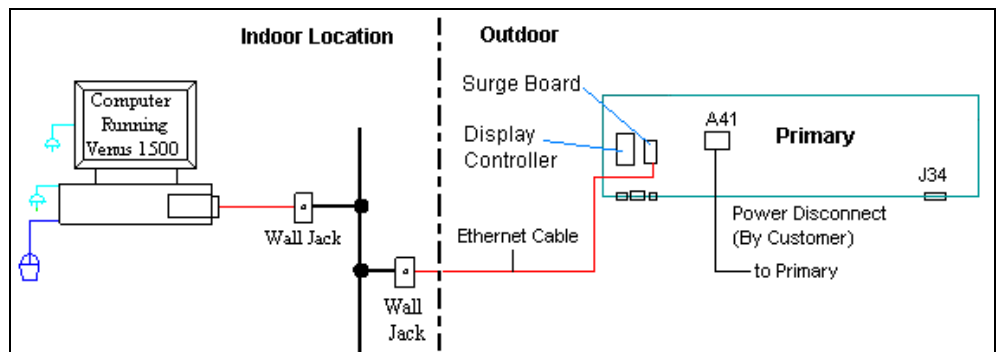 Indoor Location
Outdoor
Computer
Running
Venus 1500
Surge Board
Display
Controller
A41
Primary
J34
Wall Jack
Ethernet Cable
Power Disconnect
(By Customer)
to Primary
Wall
Jack